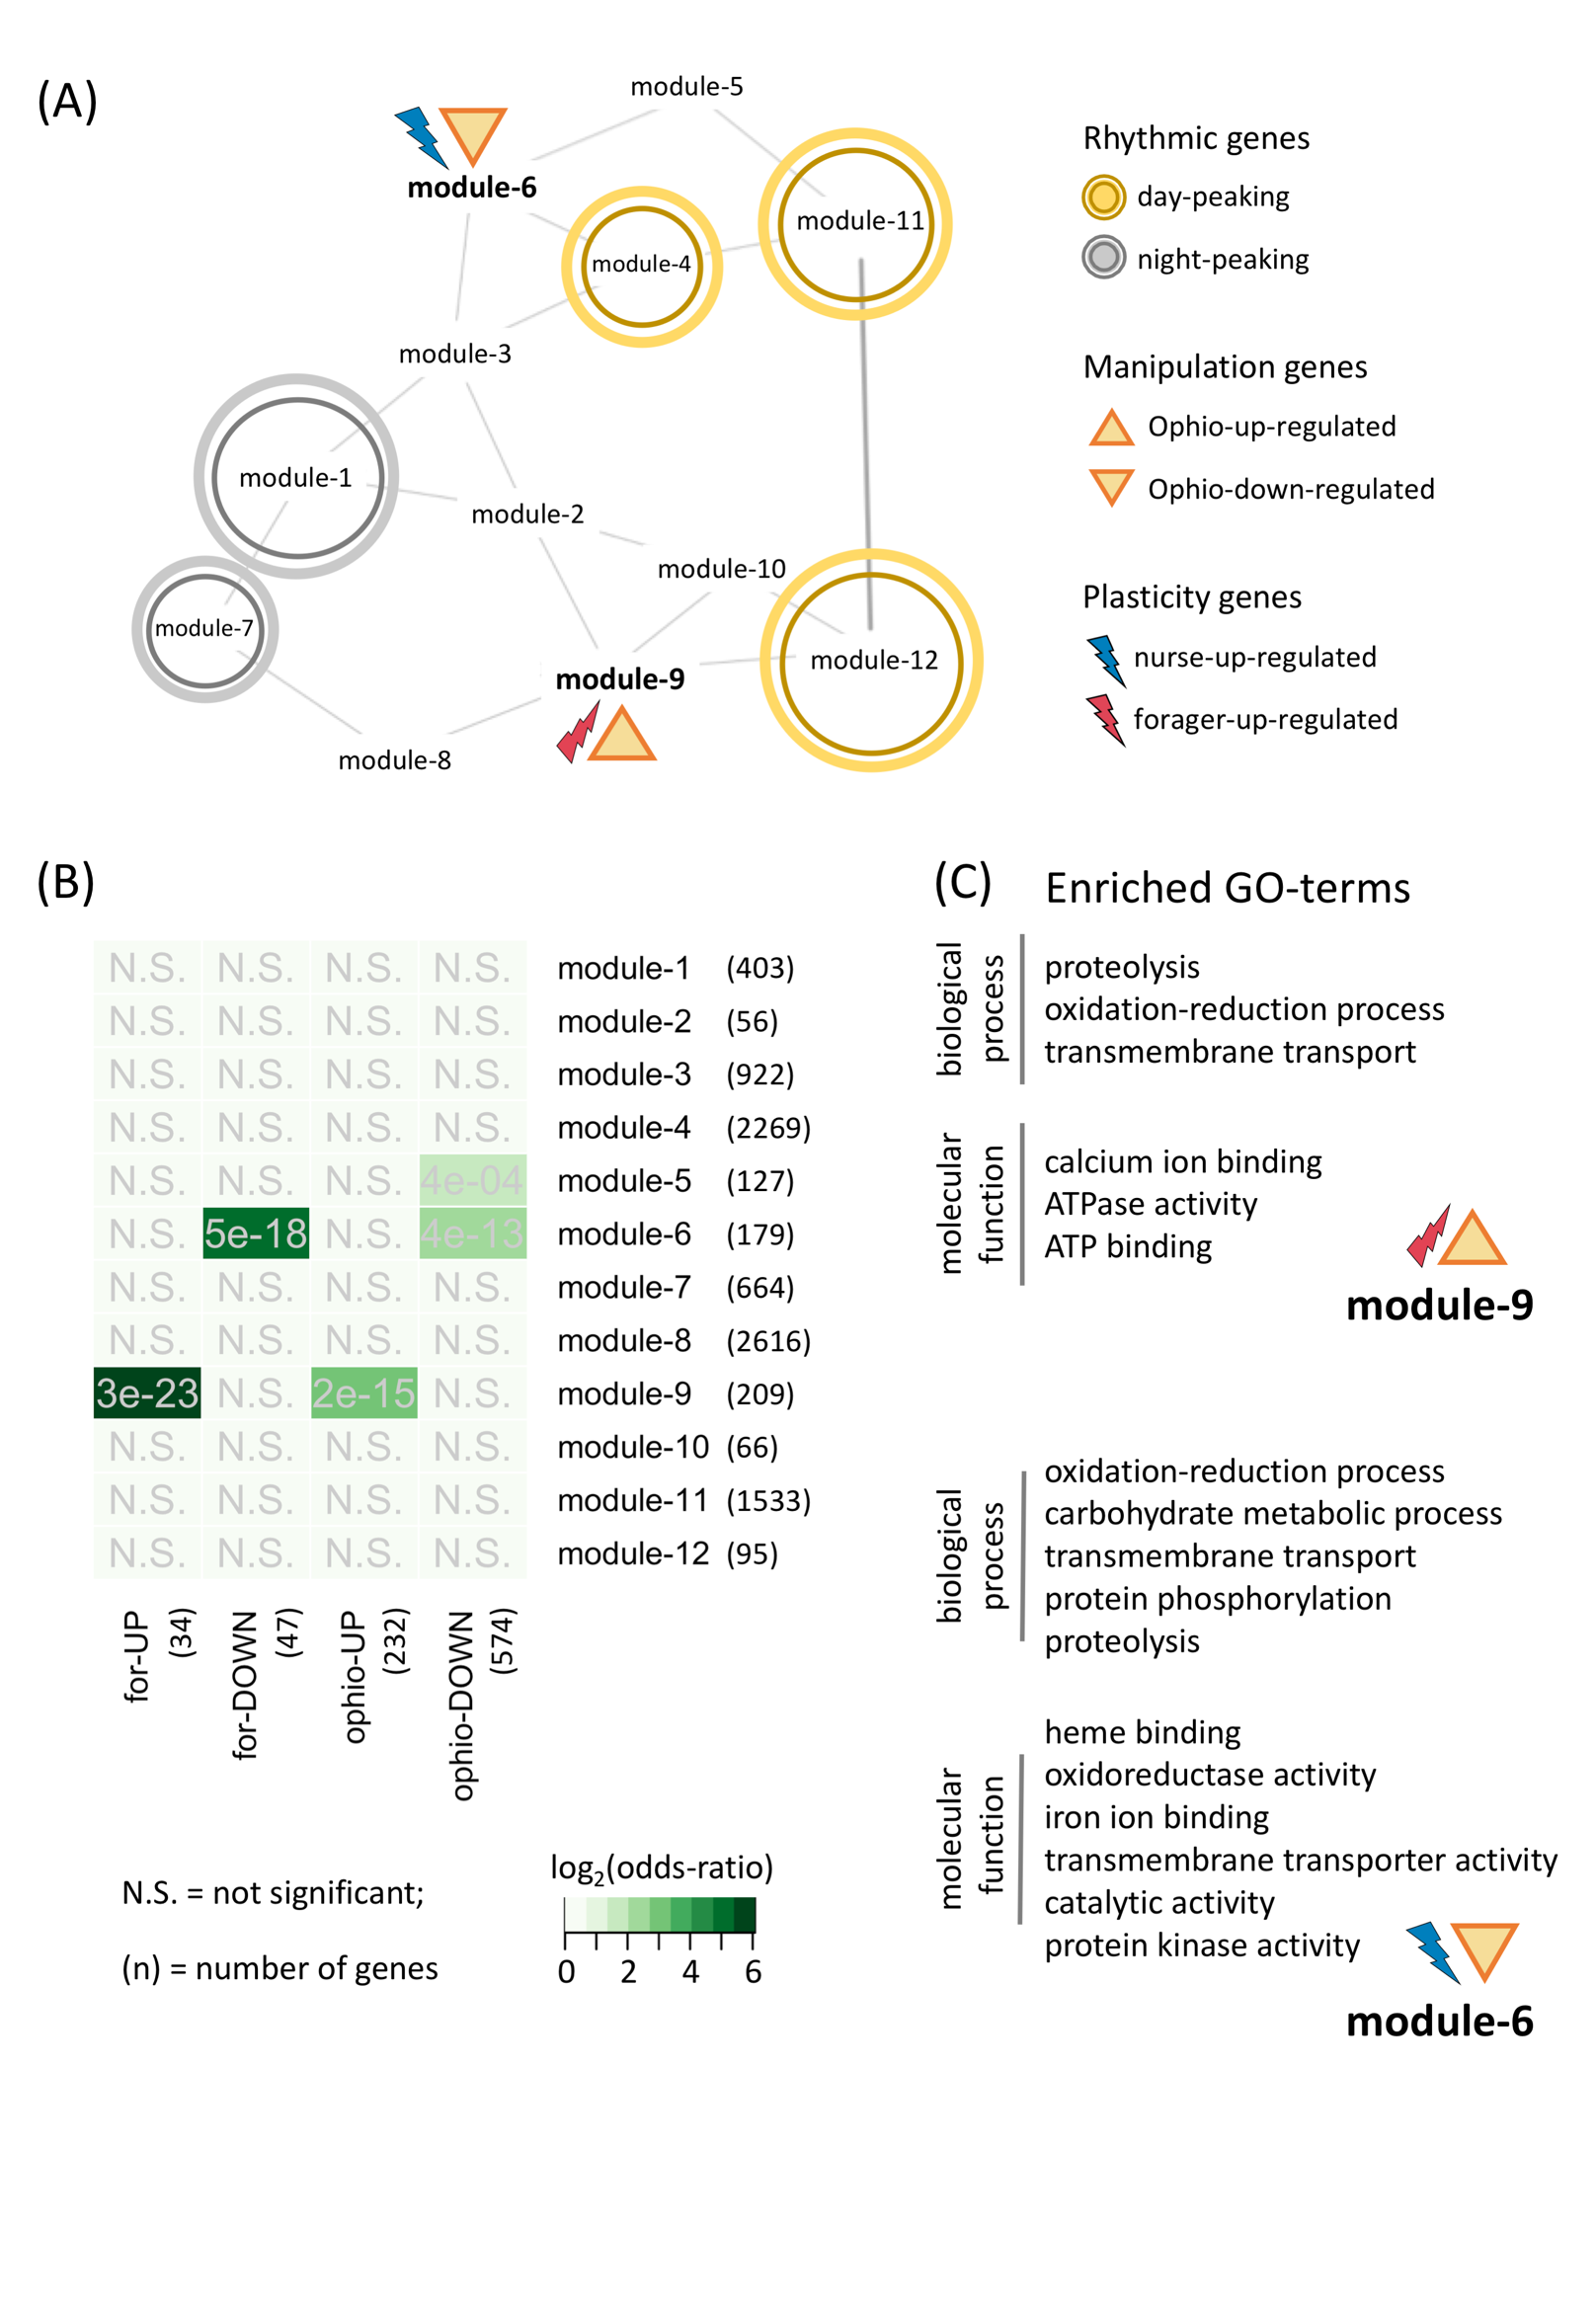 (A)
module-5
module-6
module-11
module-4
module-3
module-1
module-2
module-10
module-7
module-12
module-9
module-8
Rhythmic genes
day-peaking
night-peaking
Manipulation genes
Ophio-up-regulated
Ophio-down-regulated
Plasticity genes
nurse-up-regulated
forager-up-regulated
(B)
N.S. N.S. N.S. N.S. module-1 (403)
N.S. N.S. N.S. N.S. module-2 (56)
N.S. N.S. N.S. N.S. module-3 (922)
N.S. N.S. N.S. N.S. module-4 (2269)
N.S. N.S. N.S. 4e-04 module-5 (127)
N.S. 5e-18 N.S. 4e-13 module-6 (179)
N.S. N.S. N.S. N.S. module-7 (664)
N.S. N.S. N.S. N.S. module-8 (2616)
3e-23 N.S. 2e-15 N.S. module-9 (209)
N.S. N.S. N.S. N.S. module-10 (66)
N.S. N.S. N.S. N.S. module-11 (1533)
N.S. N.S. N.S. N.S. module-12 (95)
for-UP
(34)
for-DOWN
(47)
ophio-UP
(232)
ophio-DOWN
(574)
N.S. = not significant;
(n) = number of genes
log2(odds-ratio)
0 2 4 6
(C) Enriched GO-terms
biological
process
proteolysis
oxidation-reduction process
transmembrane transport
molecular
function
calcium ion binding
ATPase activity
ATP binding
module-9
biological
process
oxidation-reduction process
carbohydrate metabolic process
transmembrane transport
protein phosphorylation
proteolysis
molecular
function
heme binding
oxidoreductase activity
iron ion binding
transmembrane transporter activity
catalytic activity
protein kinase activity
module-6